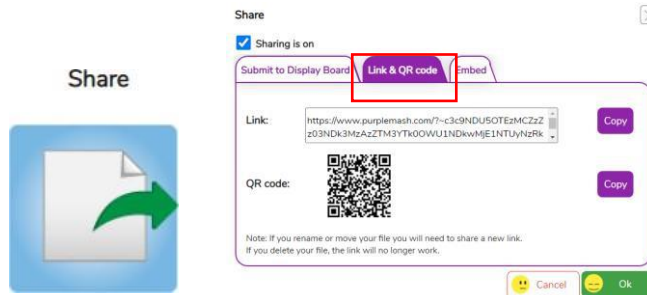 Share
Share
Sharing is on
Submit to Display Board
Link & QR code
Embed
Link:
https://www.purplemash.com/?~c3c9NDU5OTEzMCZzZ
z03NDk3MzAzZTM3YTk0OWU1NDkwMjE1NTUyNzRk
Copy
QR code:
Copy
Note: If you rename or move your file you will need to share a new link.
If you delete your file, the link will no longer work.
Cancel
Ok